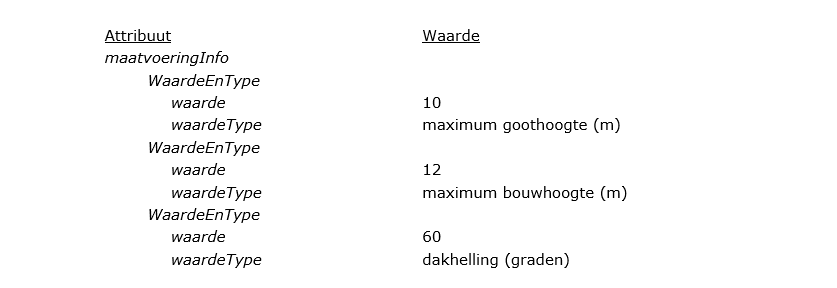 Attribuut Waarde
maatvoeringInfo
WaardeEnType
waarde 10
waardeType maximum goothoogte (m)
WaardeEnType
waarde 12
waardeType maximum bouwhoogte (m)
WaardeEnType
waarde 60
waardeType dakhelling (graden)